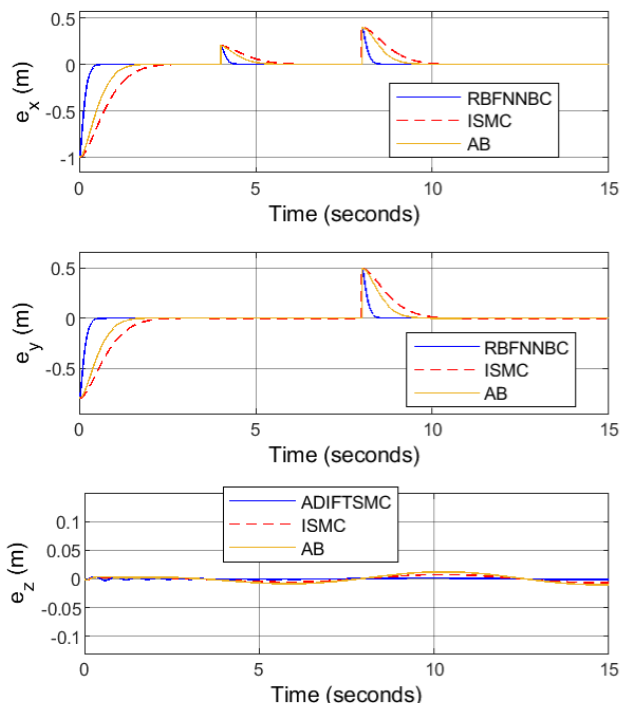 0.5
0
-0.5
-1
e_x (m)
RBFNNBC
ISMC
AB
0 5 10 15
Time (seconds)
0.5
0
-0.5
e_y (m)
RBFNNBC
ISMC
AB
0 5 10 15
Time (seconds)
ADIFTSMC
ISMC
AB
0.1
0.05
0
-0.05
-0.1
e_z (m)
0 5 10 15
Time (seconds)